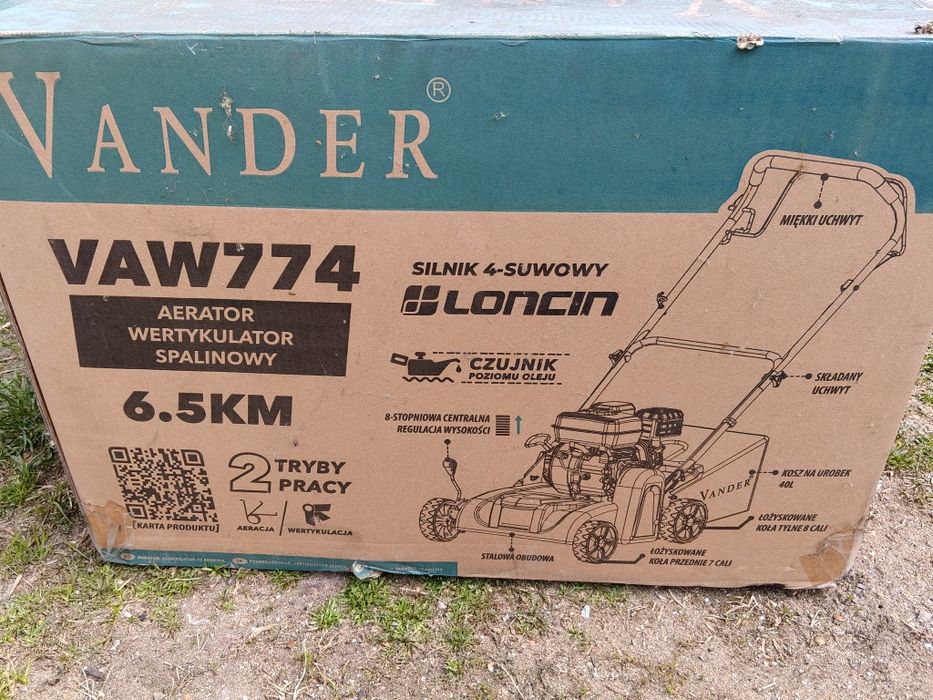 VANDER®
VAW774
AERATOR
WERTYKULATOR
SPALINOWY
6.5KM
[KARTA PRODUKTU]
2 TRYBY
PRACY
AERACJA
WERTYKULACJA
SILNIK 4-SUWOWY
LONCIN
CZUJNIK
POZIOMU OLEJU
8-STOPNIOWA CENTRALNA
REGULACJA WYSOKOŚCI
MIĘKKI UCHWYT
SKŁADANY
UCHWYT
KOSZ NA UROBEK
40L
VANDER
ŁOŻYSKOWANE
KOŁA TYLNE 8 CALI
ŁOŻYSKOWANE
KOŁA PRZEDNIE 7 CALI
STALOWA OBUDOWA